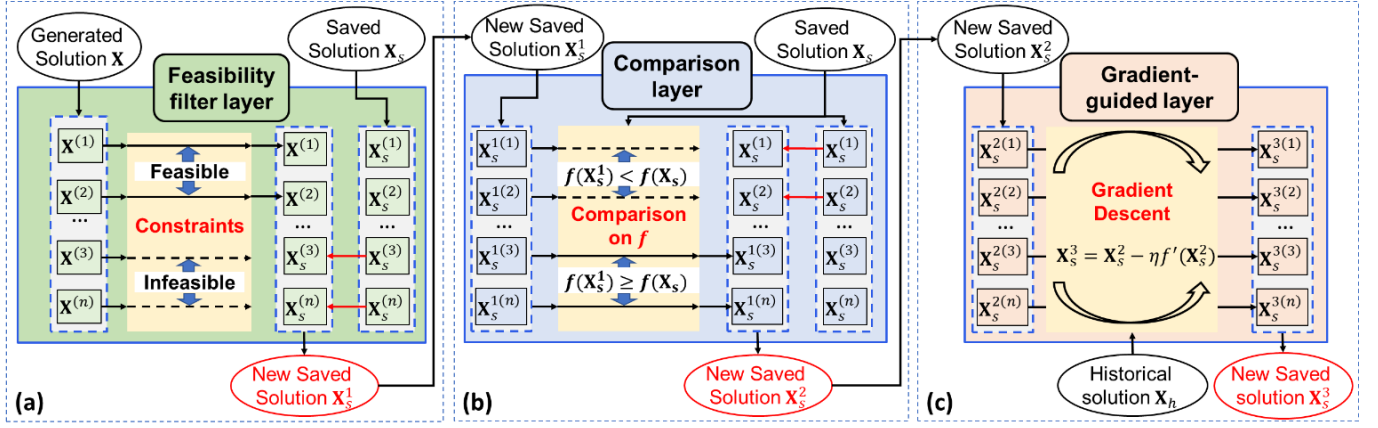 Generated
Solution X
Saved
Solution Xₛ
Feasibility
filter layer
X⁽¹⁾
X⁽²⁾
...
X⁽³⁾
X⁽ⁿ⁾
Feasible
Constraints
Infeasible
X⁽¹⁾
X⁽²⁾
...
Xₛ⁽³⁾
Xₛ⁽ⁿ⁾
Xₛ⁽¹⁾
Xₛ⁽²⁾
...
Xₛ⁽³⁾
Xₛ⁽ⁿ⁾
New Saved
Solution Xₛ¹
(a)
New Saved
Solution Xₛ¹
Saved
Solution Xₛ
Comparison
layer
Xₛ¹⁽¹⁾
Xₛ¹⁽²⁾
...
Xₛ¹⁽³⁾
Xₛ¹⁽ⁿ⁾
f(Xₛ¹) < f(Xₛ)
Comparison
on f
f(Xₛ¹) ≥ f(Xₛ)
Xₛ⁽¹⁾
Xₛ⁽²⁾
...
Xₛ¹⁽³⁾
Xₛ¹⁽ⁿ⁾
Xₛ⁽¹⁾
Xₛ⁽²⁾
...
Xₛ⁽³⁾
Xₛ⁽ⁿ⁾
New Saved
Solution Xₛ²
(b)
New Saved
Solution Xₛ²
Gradient-
guided layer
Xₛ²⁽¹⁾
Xₛ²⁽²⁾
...
Xₛ²⁽³⁾
Xₛ²⁽ⁿ⁾
Gradient
Descent
Xₛ³ = Xₛ² − ηf′(Xₛ²)
Xₛ³⁽¹⁾
Xₛ³⁽²⁾
...
Xₛ³⁽³⁾
Xₛ³⁽ⁿ⁾
Historical
solution Xₕ
New Saved
solution Xₛ³
(c)